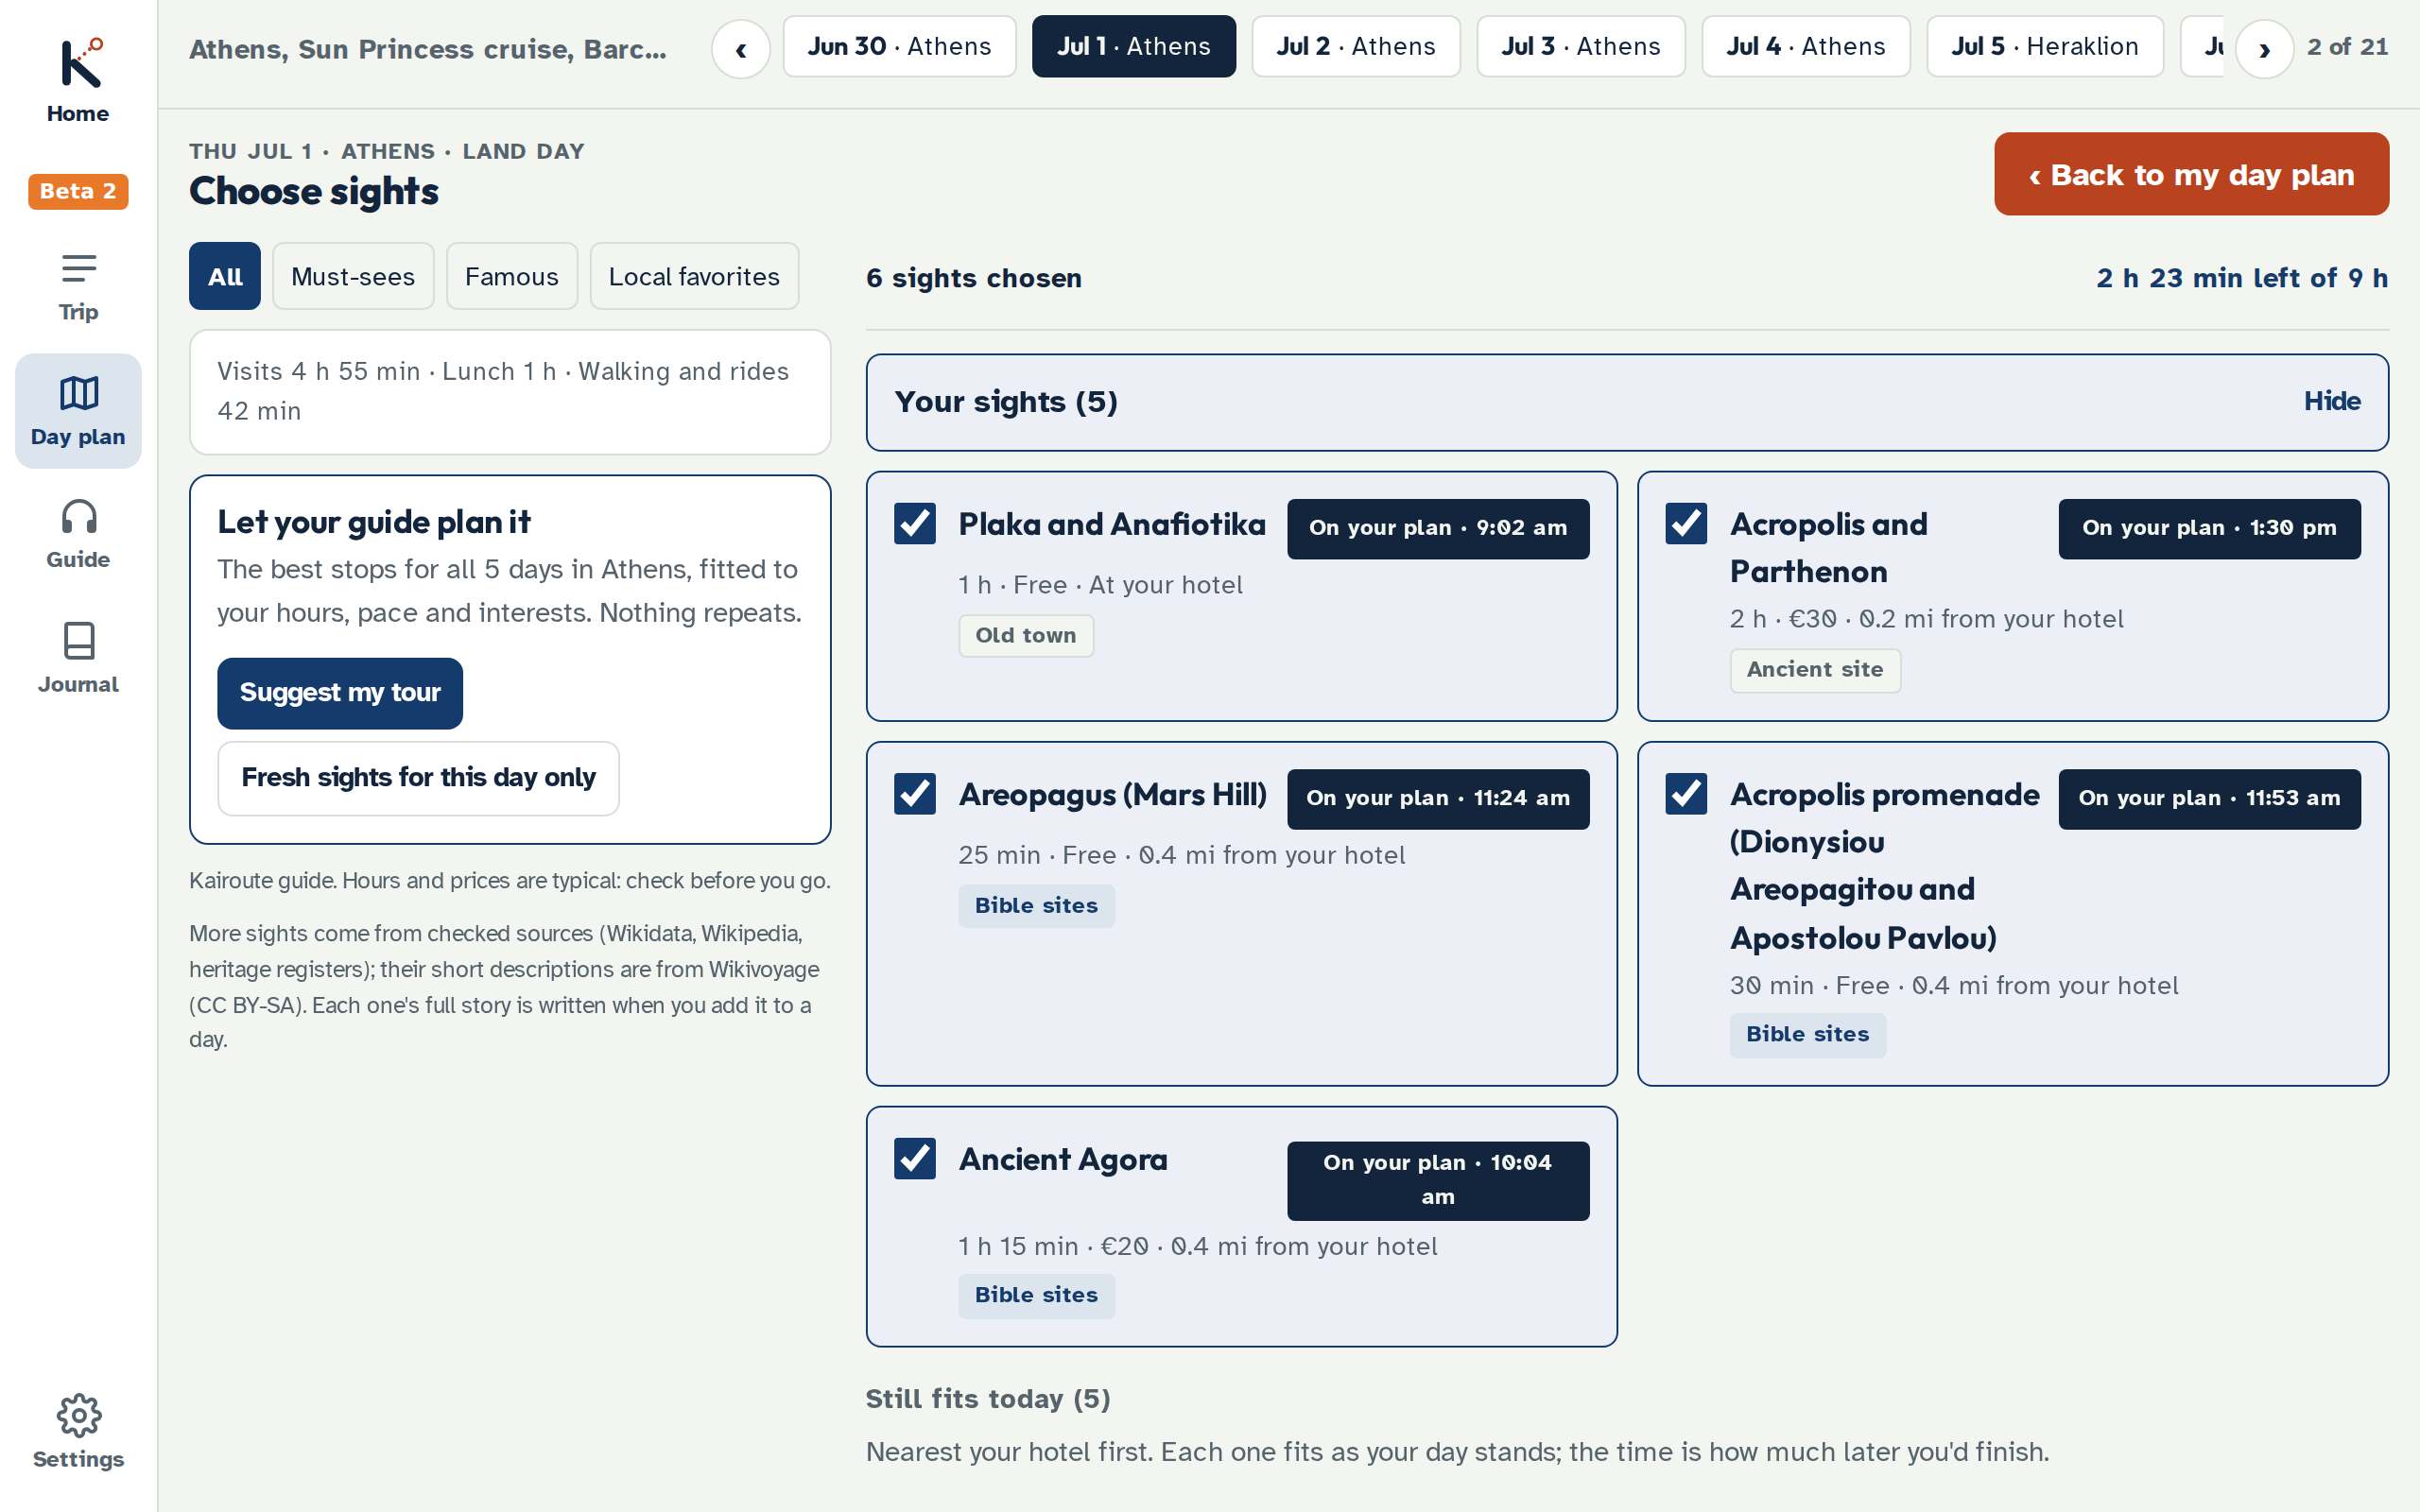 Home
Beta 2
Trip
Day plan
Guide
Journal
Settings
Athens, Sun Princess cruise, Barc...
‹
Jun 30 · Athens
Jul 1 · Athens
Jul 2 · Athens
Jul 3 · Athens
Jul 4 · Athens
Jul 5 · Heraklion
›
2 of 21
THU JUL 1 · ATHENS · LAND DAY
Choose sights
‹ Back to my day plan
All
Must-sees
Famous
Local favorites
Visits 4 h 55 min · Lunch 1 h · Walking and rides
42 min
Let your guide plan it
The best stops for all 5 days in Athens, fitted to
your hours, pace and interests. Nothing repeats.
Suggest my tour
Fresh sights for this day only
Kairoute guide. Hours and prices are typical: check before you go.
More sights come from checked sources (Wikidata, Wikipedia,
heritage registers); their short descriptions are from Wikivoyage
(CC BY-SA). Each one's full story is written when you add it to a
day.
6 sights chosen
2 h 23 min left of 9 h
Your sights (5)
Hide
Plaka and Anafiotika
On your plan · 9:02 am
1 h · Free · At your hotel
Old town
Acropolis and
Parthenon
On your plan · 1:30 pm
2 h · €30 · 0.2 mi from your hotel
Ancient site
Areopagus (Mars Hill)
On your plan · 11:24 am
25 min · Free · 0.4 mi from your hotel
Bible sites
Acropolis promenade
(Dionysiou
Areopagitou and
Apostolou Pavlou)
On your plan · 11:53 am
30 min · Free · 0.4 mi from your hotel
Bible sites
Ancient Agora
On your plan · 10:04
am
1 h 15 min · €20 · 0.4 mi from your hotel
Bible sites
Still fits today (5)
Nearest your hotel first. Each one fits as your day stands; the time is how much later you'd finish.